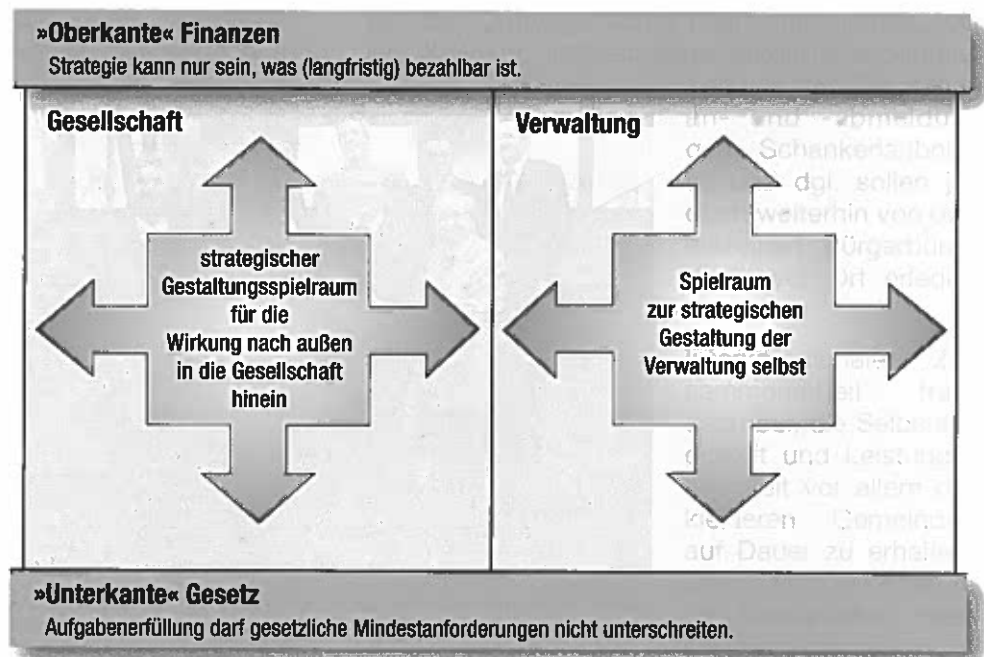 »Oberkante« Finanzen
Strategie kann nur sein, was (langfristig) bezahlbar ist.
Gesellschaft
strategischer
Gestaltungsspielraum
für die
Wirkung nach außen
in die Gesellschaft
hinein
Verwaltung
Spielraum
zur strategischen
Gestaltung der
Verwaltung selbst
»Unterkante« Gesetz
Aufgabenerfüllung darf gesetzliche Mindestanforderungen nicht unterschreiten.